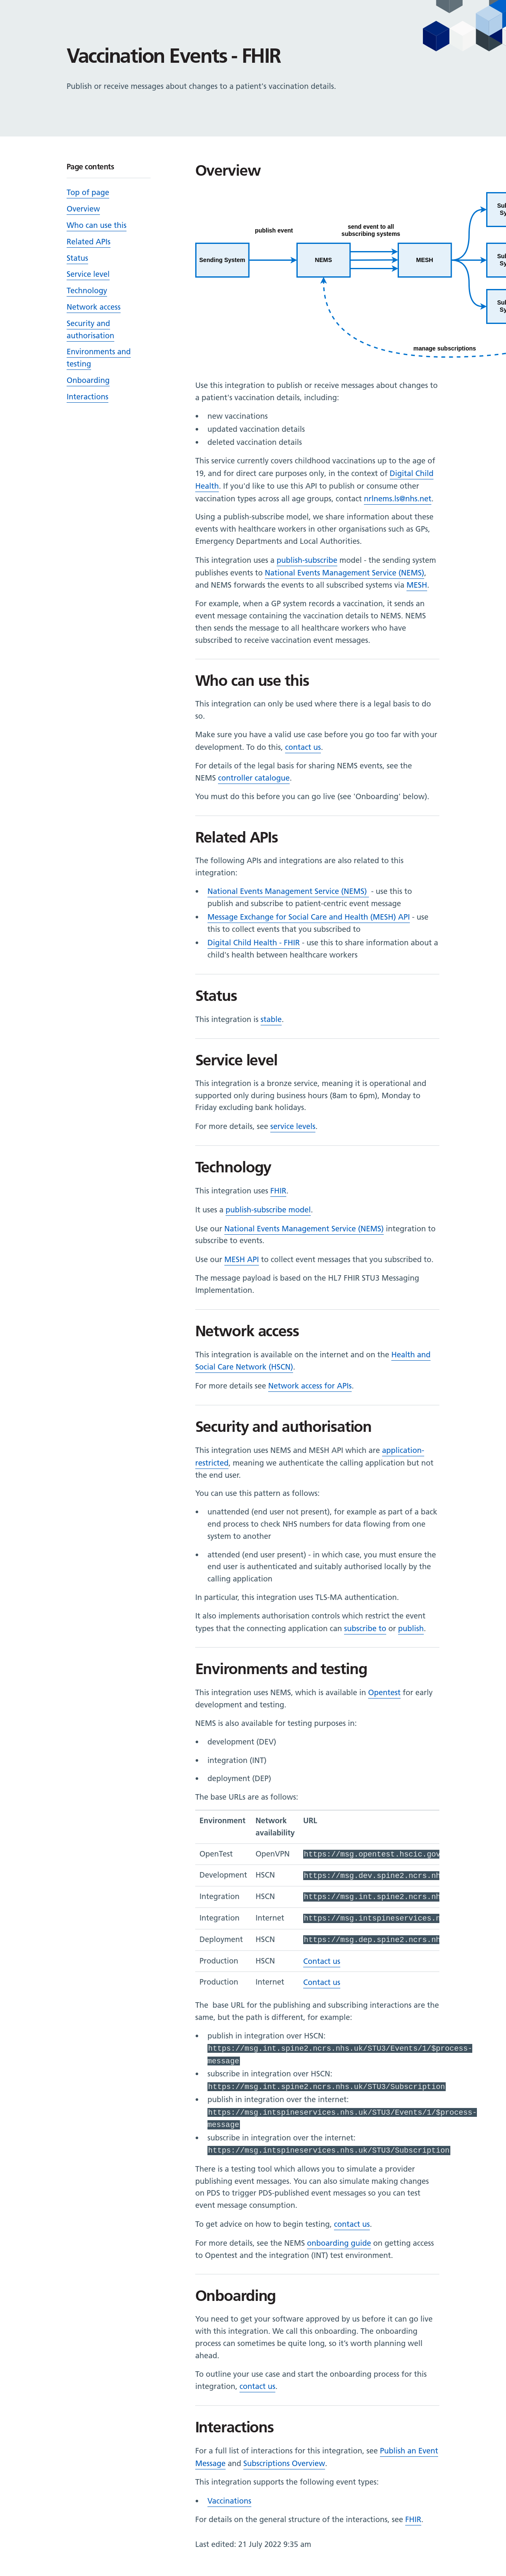 Vaccination Events - FHIR
Publish or receive messages about changes to a patient's vaccination details.
Page contents
Top of page
Overview
Who can use this
Related APIs
Status
Service level
Technology
Network access
Security and
authorisation
Environments and
testing
Onboarding
Interactions
Overview
publish event
send event to all
subscribing systems
Sending System
NEMS
MESH
manage subscriptions
Use this integration to publish or receive messages about changes to
a patient's vaccination details, including:
• new vaccinations
• updated vaccination details
• deleted vaccination details
This service currently covers childhood vaccinations up to the age of
19, and for direct care purposes only, in the context of Digital Child
Health. If you'd like to use this API to publish or consume other
vaccination types across all age groups, contact nrlnems.ls@nhs.net.
Using a publish-subscribe model, we share information about these
events with healthcare workers in other organisations such as GPs,
Emergency Departments and Local Authorities.
This integration uses a publish-subscribe model - the sending system
publishes events to National Events Management Service (NEMS),
and NEMS forwards the events to all subscribed systems via MESH.
For example, when a GP system records a vaccination, it sends an
event message containing the vaccination details to NEMS. NEMS
then sends the message to all healthcare workers who have
subscribed to receive vaccination event messages.
Who can use this
This integration can only be used where there is a legal basis to do
so.
Make sure you have a valid use case before you go too far with your
development. To do this, contact us.
For details of the legal basis for sharing NEMS events, see the
NEMS controller catalogue.
You must do this before you can go live (see 'Onboarding' below).
Related APIs
The following APIs and integrations are also related to this
integration:
• National Events Management Service (NEMS) - use this to
publish and subscribe to patient-centric event message
• Message Exchange for Social Care and Health (MESH) API - use
this to collect events that you subscribed to
• Digital Child Health - FHIR - use this to share information about a
child's health between healthcare workers
Status
This integration is stable.
Service level
This integration is a bronze service, meaning it is operational and
supported only during business hours (8am to 6pm), Monday to
Friday excluding bank holidays.
For more details, see service levels.
Technology
This integration uses FHIR.
It uses a publish-subscribe model.
Use our National Events Management Service (NEMS) integration to
subscribe to events.
Use our MESH API to collect event messages that you subscribed to.
The message payload is based on the HL7 FHIR STU3 Messaging
Implementation.
Network access
This integration is available on the internet and on the Health and
Social Care Network (HSCN).
For more details see Network access for APIs.
Security and authorisation
This integration uses NEMS and MESH API which are application-
restricted, meaning we authenticate the calling application but not
the end user.
You can use this pattern as follows:
• unattended (end user not present), for example as part of a back
end process to check NHS numbers for data flowing from one
system to another
• attended (end user present) - in which case, you must ensure the
end user is authenticated and suitably authorised locally by the
calling application
In particular, this integration uses TLS-MA authentication.
It also implements authorisation controls which restrict the event
types that the connecting application can subscribe to or publish.
Environments and testing
This integration uses NEMS, which is available in Opentest for early
development and testing.
NEMS is also available for testing purposes in:
• development (DEV)
• integration (INT)
• deployment (DEP)
The base URLs are as follows:
Environment Network URL
availability
OpenTest OpenVPN https://msg.opentest.hscic.gov
Development HSCN https://msg.dev.spine2.ncrs.nh
Integration HSCN https://msg.int.spine2.ncrs.nh
Integration Internet https://msg.intspineservices.n
Deployment HSCN https://msg.dep.spine2.ncrs.nh
Production HSCN Contact us
Production Internet Contact us
The base URL for the publishing and subscribing interactions are the
same, but the path is different, for example:
• publish in integration over HSCN:
https://msg.int.spine2.ncrs.nhs.uk/STU3/Events/1/$process-
message
• subscribe in integration over HSCN:
https://msg.int.spine2.ncrs.nhs.uk/STU3/Subscription
• publish in integration over the internet:
https://msg.intspineservices.nhs.uk/STU3/Events/1/$process-
message
• subscribe in integration over the internet:
https://msg.intspineservices.nhs.uk/STU3/Subscription
There is a testing tool which allows you to simulate a provider
publishing event messages. You can also simulate making changes
on PDS to trigger PDS-published event messages so you can test
event message consumption.
To get advice on how to begin testing, contact us.
For more details, see the NEMS onboarding guide on getting access
to Opentest and the integration (INT) test environment.
Onboarding
You need to get your software approved by us before it can go live
with this integration. We call this onboarding. The onboarding
process can sometimes be quite long, so it's worth planning well
ahead.
To outline your use case and start the onboarding process for this
integration, contact us.
Interactions
For a full list of interactions for this integration, see Publish an Event
Message and Subscriptions Overview.
This integration supports the following event types:
• Vaccinations
For details on the general structure of the interactions, see FHIR.
Last edited: 21 July 2022 9:35 am